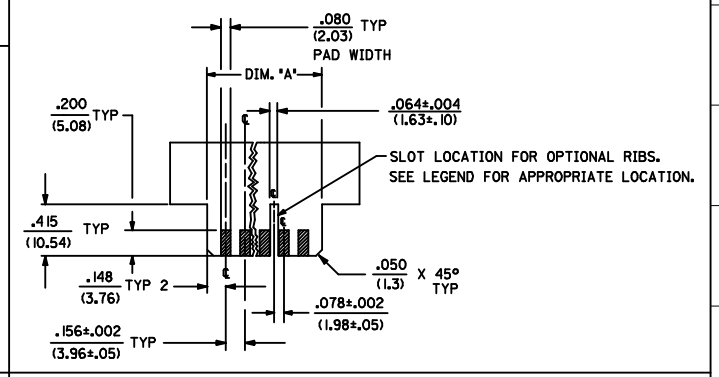 .080 TYP
(2.03)
PAD WIDTH
DIM. "A"
.200 TYP
(5.08)
.064±.004
(1.63±.10)
℄
℄
SLOT LOCATION FOR OPTIONAL RIBS.
SEE LEGEND FOR APPROPRIATE LOCATION.
℄
.415 TYP
(10.54)
℄
.050 X 45°
(1.3) TYP
.148 TYP 2
(3.76)
.078±.002
(1.98±.05)
.156±.002 TYP
(3.96±.05)